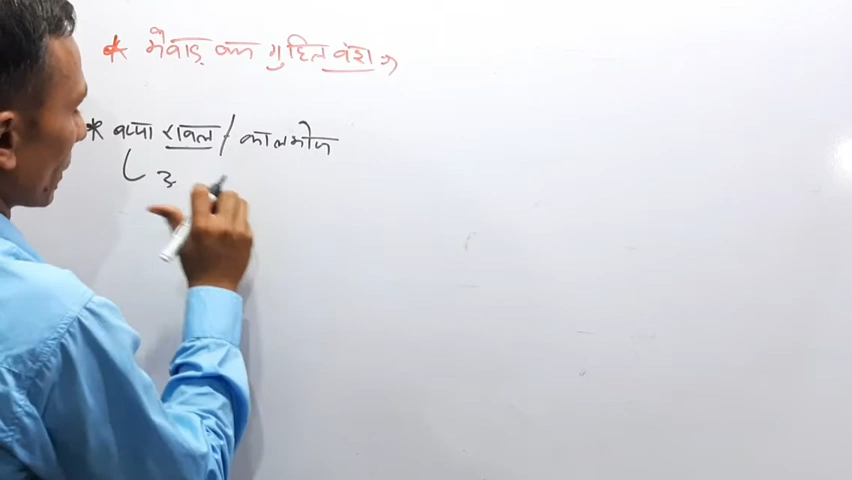 * मेवाड़ का गुहिल वंश
* बप्पा रावल / कालभोज